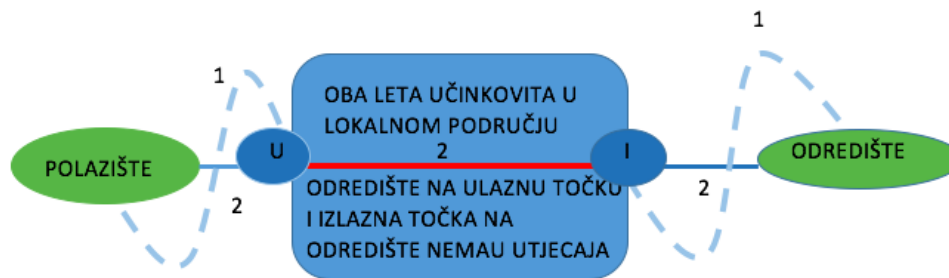 1
1
OBA LETA UČINKOVITA U
LOKALNOM PODRUČJU
POLAZIŠTE
U
2
I
ODREDIŠTE
2
2
ODREDIŠTE NA ULAZNU TOČKU
I IZLAZNA TOČKA NA
ODREDIŠTE NEMAU UTJECAJA